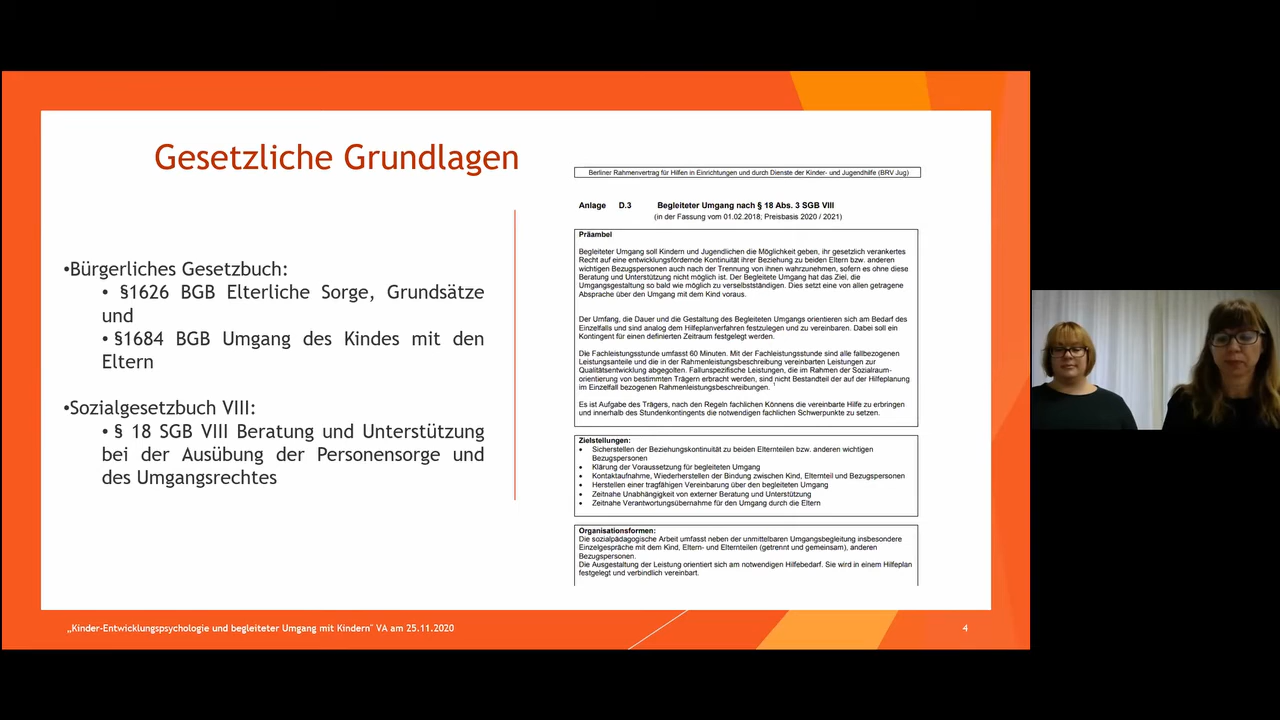 Gesetzliche Grundlagen
•Bürgerliches Gesetzbuch:
• §1626 BGB Elterliche Sorge, Grundsätze
und
•§1684 BGB Umgang des Kindes mit den
Eltern
•Sozialgesetzbuch VIII:
• § 18 SGB VIII Beratung und Unterstützung
bei der Ausübung der Personensorge und
des Umgangsrechtes
Berliner Rahmenvertrag für Hilfen in Einrichtungen und durch Dienste der Kinder- und Jugendhilfe (BRV Jug)
Anlage D.3 Begleiteter Umgang nach § 18 Abs. 3 SGB VIII
(in der Fassung vom 01.02.2018; Preisbasis 2020 / 2021)
Präambel
Begleiteter Umgang soll Kindern und Jugendlichen die Möglichkeit geben, ihr gesetzlich verankertes
Recht auf eine entwicklungsfördernde Kontinuität ihrer Beziehung zu beiden Eltern bzw. anderen
wichtigen Bezugspersonen auch nach der Trennung von ihnen wahrzunehmen, sofern es ohne diese
Beratung und Unterstützung nicht möglich ist. Der Begleitete Umgang hat das Ziel, die
Umgangsgestaltung so bald wie möglich zu verselbstständigen. Dies setzt eine von allen getragene
Absprache über den Umgang mit dem Kind voraus.
Der Umfang, die Dauer und die Gestaltung des Begleiteten Umgangs orientieren sich am Bedarf des
Einzelfalls und sind analog dem Hilfeplanverfahren festzulegen und zu vereinbaren. Dabei soll ein
Kontingent für einen definierten Zeitraum festgelegt werden.
Die Fachleistungsstunde umfasst 60 Minuten. Mit der Fachleistungsstunde sind alle fallbezogenen
Leistungsanteile und die in der Rahmenleistungsbeschreibung vereinbarten Leistungen zur
Qualitätsentwicklung abgegolten. Fallunspezifische Leistungen, die im Rahmen der Sozialraum-
orientierung von bestimmten Trägern erbracht werden, sind nicht Bestandteil der auf der Hilfeplanung
im Einzelfall bezogenen Rahmenleistungsbeschreibungen. 1
Es ist Aufgabe des Trägers, nach den Regeln fachlichen Könnens die vereinbarte Hilfe zu erbringen
und innerhalb des Stundenkontingents die notwendigen fachlichen Schwerpunkte zu setzen.
Zielstellungen:
• Sicherstellen der Beziehungskontinuität zu beiden Elternteilen bzw. anderen wichtigen
Bezugspersonen
• Klärung der Voraussetzung für begleiteten Umgang
• Kontaktaufnahme, Wiederherstellen der Bindung zwischen Kind, Elternteil und Bezugspersonen
• Herstellen einer tragfähigen Vereinbarung über den begleiteten Umgang
• Zeitnahe Unabhängigkeit von externer Beratung und Unterstützung
• Zeitnahe Verantwortungsübernahme für den Umgang durch die Eltern
Organisationsformen:
Die sozialpädagogische Arbeit umfasst neben der unmittelbaren Umgangsbegleitung insbesondere
Einzelgespräche mit dem Kind, Eltern- und Elternteilen (getrennt und gemeinsam), anderen
Bezugspersonen.
Die Ausgestaltung der Leistung orientiert sich am notwendigen Hilfebedarf. Sie wird in einem Hilfeplan
festgelegt und verbindlich vereinbart.
„Kinder-Entwicklungspsychologie und begleiteter Umgang mit Kindern" VA am 25.11.2020
4